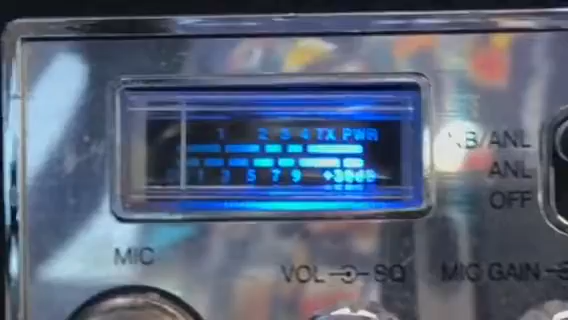 1 2 3 4 TX PWR
1 3 5 7 9 +30dB
NB/ANL
ANL
OFF
MIC
VOL SQ
MIC GAIN